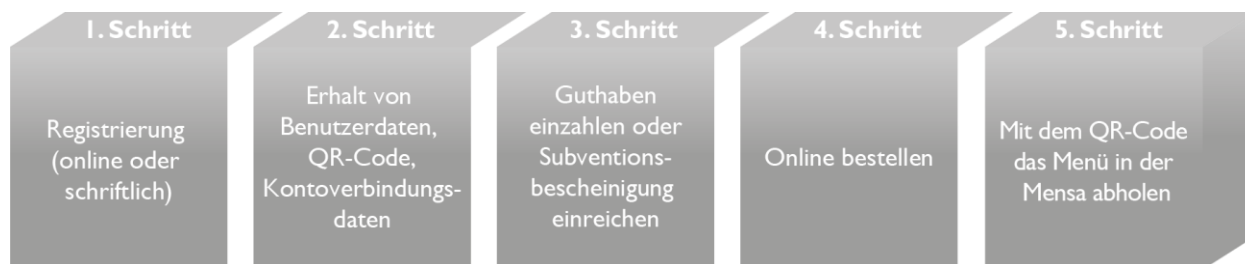 1. Schritt
Registrierung
(online oder
schriftlich)
2. Schritt
Erhalt von
Benutzerdaten,
QR-Code,
Kontoverbindungs-
daten
3. Schritt
Guthaben
einzahlen oder
Subventions-
bescheinigung
einreichen
4. Schritt
Online bestellen
5. Schritt
Mit dem QR-Code
das Menü in der
Mensa abholen